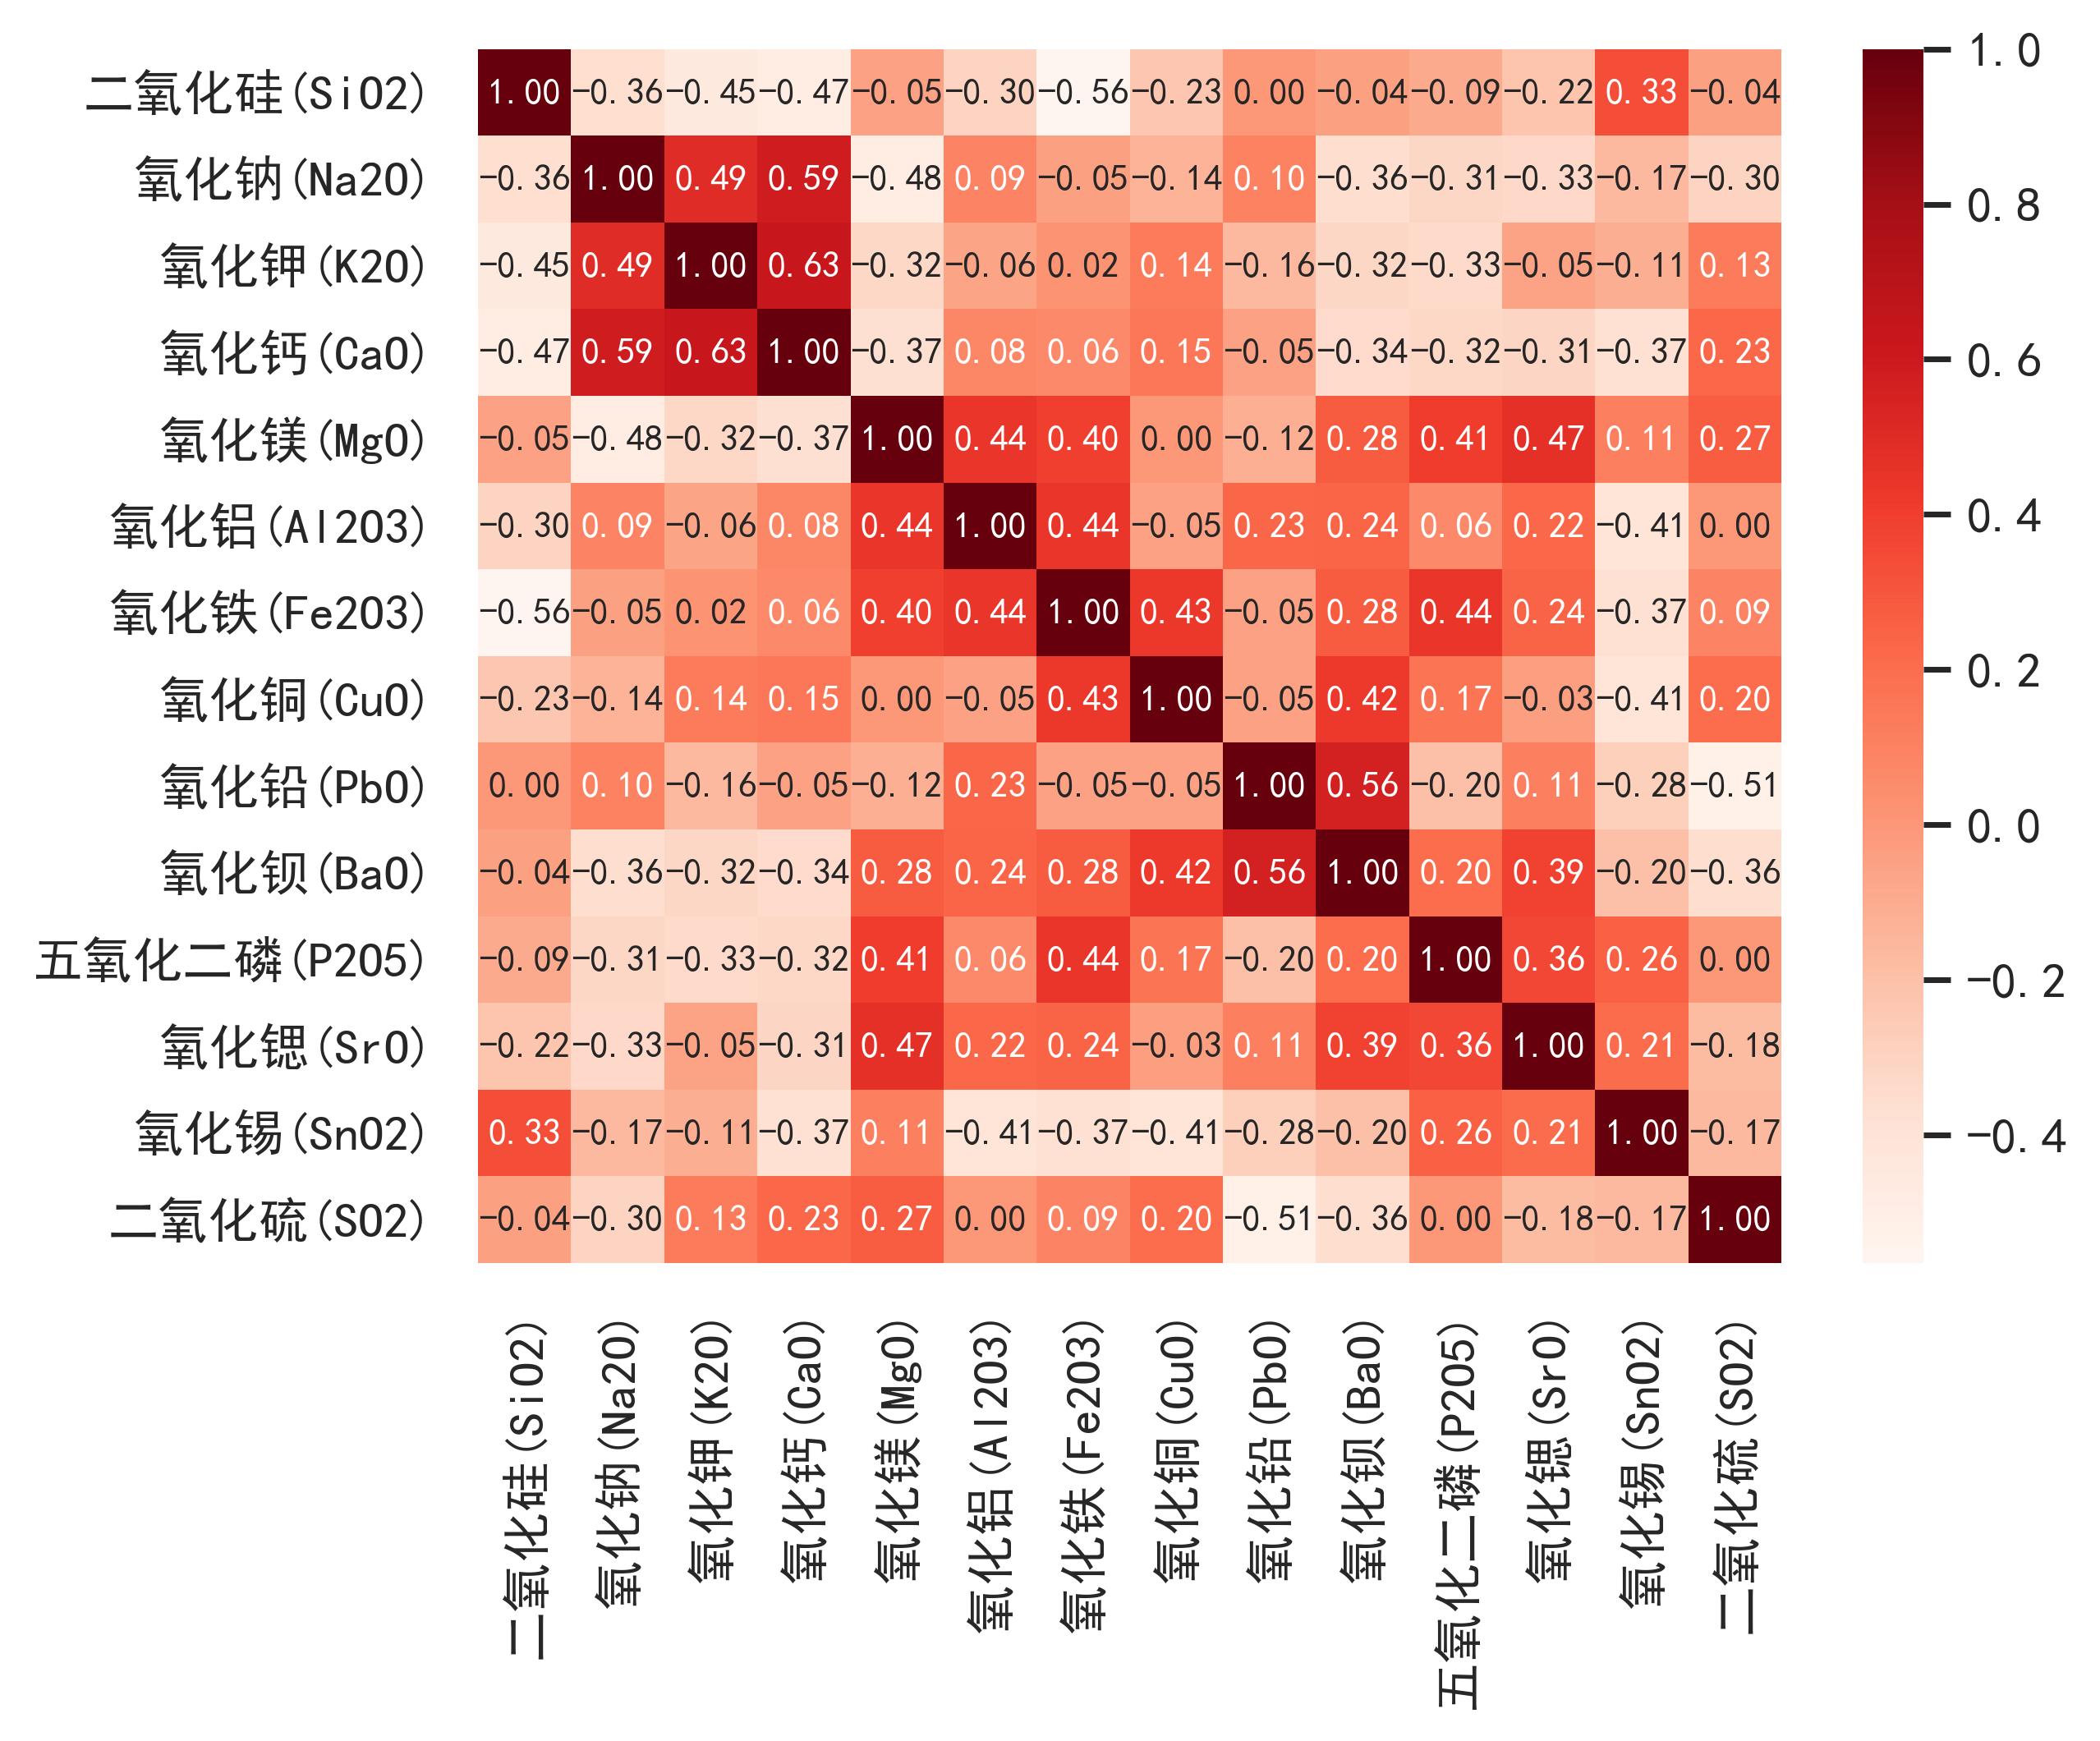 二氧化硅(SiO2) 1.00 -0.36 -0.45 -0.47 -0.05 -0.30 -0.56 -0.23 0.00 -0.04 -0.09 -0.22 0.33 -0.04
氧化钠(Na2O) -0.36 1.00 0.49 0.59 -0.48 0.09 -0.05 -0.14 0.10 -0.36 -0.31 -0.33 -0.17 -0.30
氧化钾(K2O) -0.45 0.49 1.00 0.63 -0.32 -0.06 0.02 0.14 -0.16 -0.32 -0.33 -0.05 -0.11 0.13
氧化钙(CaO) -0.47 0.59 0.63 1.00 -0.37 0.08 0.06 0.15 -0.05 -0.34 -0.32 -0.31 -0.37 0.23
氧化镁(MgO) -0.05 -0.48 -0.32 -0.37 1.00 0.44 0.40 0.00 -0.12 0.28 0.41 0.47 0.11 0.27
氧化铝(Al2O3) -0.30 0.09 -0.06 0.08 0.44 1.00 0.44 -0.05 0.23 0.24 0.06 0.22 -0.41 0.00
氧化铁(Fe2O3) -0.56 -0.05 0.02 0.06 0.40 0.44 1.00 0.43 -0.05 0.28 0.44 0.24 -0.37 0.09
氧化铜(CuO) -0.23 -0.14 0.14 0.15 0.00 -0.05 0.43 1.00 -0.05 0.42 0.17 -0.03 -0.41 0.20
氧化铅(PbO) 0.00 0.10 -0.16 -0.05 -0.12 0.23 -0.05 -0.05 1.00 0.56 -0.20 0.11 -0.28 -0.51
氧化钡(BaO) -0.04 -0.36 -0.32 -0.34 0.28 0.24 0.28 0.42 0.56 1.00 0.20 0.39 -0.20 -0.36
五氧化二磷(P2O5) -0.09 -0.31 -0.33 -0.32 0.41 0.06 0.44 0.17 -0.20 0.20 1.00 0.36 0.26 0.00
氧化锶(SrO) -0.22 -0.33 -0.05 -0.31 0.47 0.22 0.24 -0.03 0.11 0.39 0.36 1.00 0.21 -0.18
氧化锡(SnO2) 0.33 -0.17 -0.11 -0.37 0.11 -0.41 -0.37 -0.41 -0.28 -0.20 0.26 0.21 1.00 -0.17
二氧化硫(SO2) -0.04 -0.30 0.13 0.23 0.27 0.00 0.09 0.20 -0.51 -0.36 0.00 -0.18 -0.17 1.00
二氧化硅(SiO2)
氧化钠(Na2O)
氧化钾(K2O)
氧化钙(CaO)
氧化镁(MgO)
氧化铝(Al2O3)
氧化铁(Fe2O3)
氧化铜(CuO)
氧化铅(PbO)
氧化钡(BaO)
五氧化二磷(P2O5)
氧化锶(SrO)
氧化锡(SnO2)
二氧化硫(SO2)
1.0
0.8
0.6
0.4
0.2
0.0
-0.2
-0.4